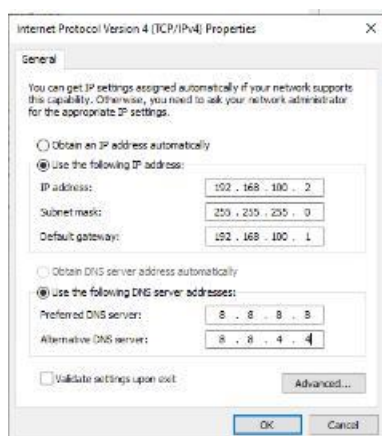 Internet Protocol Version 4 (TCP/IPv4) Properties
General
You can get IP settings assigned automatically if your network supports
this capability. Otherwise, you need to ask your network administrator
for the appropriate IP settings.
Obtain an IP address automatically
Use the following IP address:
IP address: 192 . 168 . 100 . 2
Subnet mask: 255 . 255 . 255 . 0
Default gateway: 192 . 168 . 100 . 1
Obtain DNS server address automatically
Use the following DNS server addresses:
Preferred DNS server: 8 . 8 . 8 . 8
Alternative DNS server: 8 . 8 . 4 . 4
Validate settings upon exit
Advanced...
OK Cancel